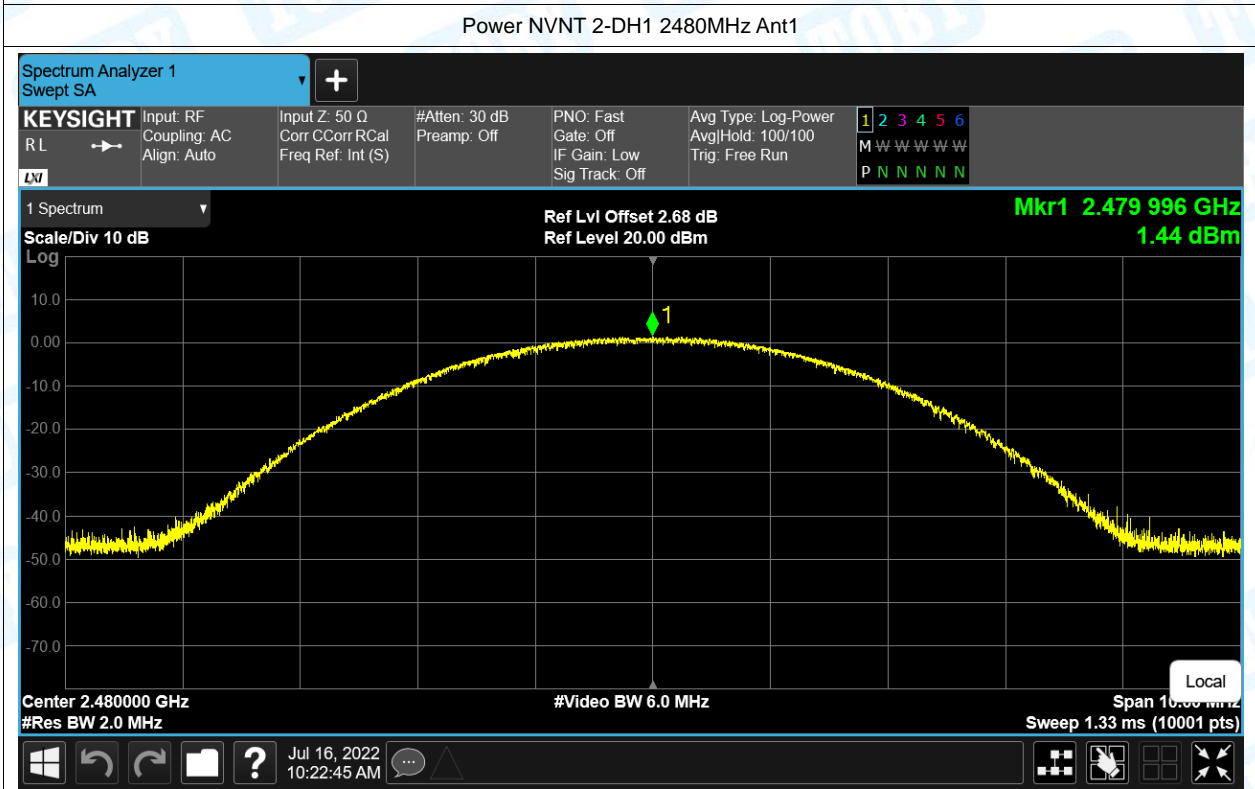 Power NVNT 2-DH1 2480MHz Ant1
Spectrum Analyzer 1
Swept SA
KEYSIGHT
R L
LXI
Input: RF
Coupling: AC
Align: Auto
Input Z: 50 Ω
Corr CCorr RCal
Freq Ref: Int (S)
#Atten: 30 dB
Preamp: Off
PNO: Fast
Gate: Off
IF Gain: Low
Sig Track: Off
Avg Type: Log-Power
Avg|Hold: 100/100
Trig: Free Run
1 2 3 4 5 6
M W W W W W
P N N N N N
1 Spectrum
Scale/Div 10 dB
Log
Ref Lvl Offset 2.68 dB
Ref Level 20.00 dBm
Mkr1 2.479 996 GHz
1.44 dBm
10.0
0.00
-10.0
-20.0
-30.0
-40.0
-50.0
-60.0
-70.0
1
Center 2.480000 GHz
#Res BW 2.0 MHz
#Video BW 6.0 MHz
Local
Span 10.00 MHz
Sweep 1.33 ms (10001 pts)
?
Jul 16, 2022
10:22:45 AM